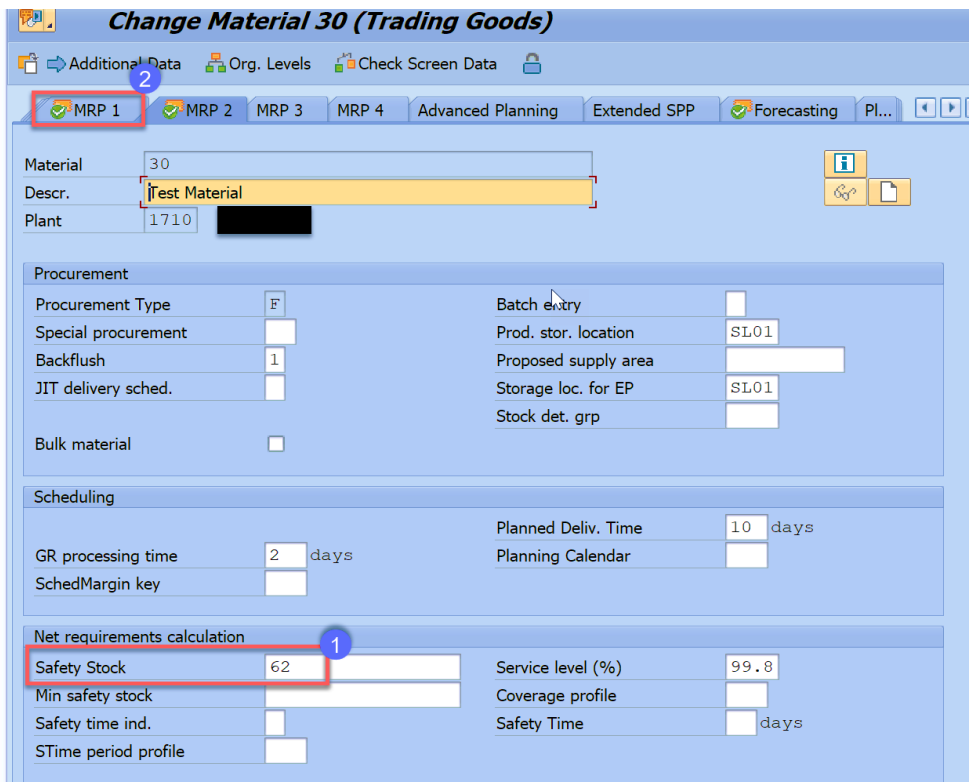 Change Material 30 (Trading Goods)
Additional Data Org. Levels Check Screen Data
2
MRP 1 MRP 2 MRP 3 MRP 4 Advanced Planning Extended SPP Forecasting Pl...
Material 30
Descr. Test Material
Plant 1710
Procurement
Procurement Type F Batch entry
Special procurement Prod. stor. location SL01
Backflush 1 Proposed supply area
JIT delivery sched. Storage loc. for EP SL01
Stock det. grp
Bulk material
Scheduling
Planned Deliv. Time 10 days
GR processing time 2 days Planning Calendar
SchedMargin key
Net requirements calculation
1
Safety Stock 62 Service level (%) 99.8
Min safety stock Coverage profile
Safety time ind. Safety Time days
STime period profile